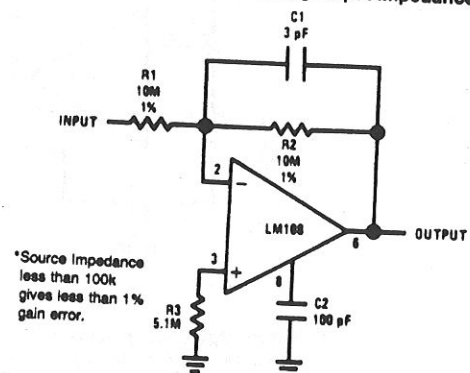 C1
3 pF
R1
10M
1%
INPUT
R2
10M
1%
2
LM108
6
OUTPUT
3
8
*Source Impedance
less than 100k
gives less than 1%
gain error.
R3
5.1M
C2
100 pF